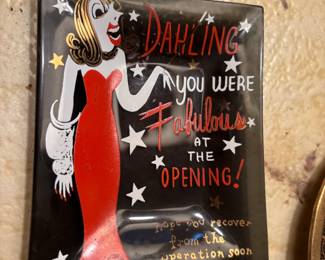 DAHLING
YOU WERE
Fabulous
AT
THE
OPENING!
hope you recover
from the
operation soon